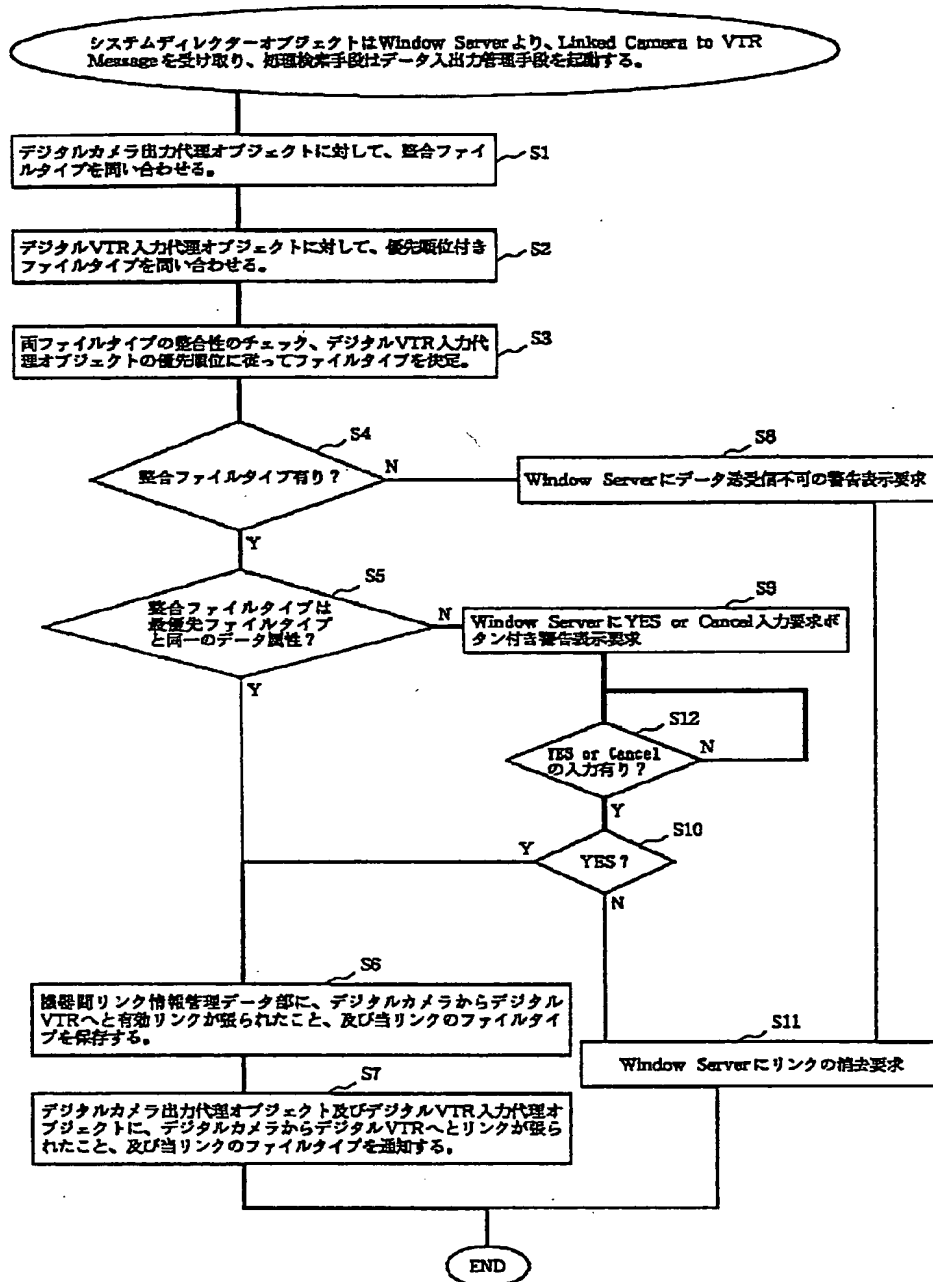 システムディレクターオブジェクトはWindow Serverより、Linked Camera to VTR
Messageを受け取り、処理検索手段はデータ入出力管理手段を起動する。
デジタルカメラ出力代理オブジェクトに対して、整合ファイ
ルタイプを問い合わせる。
S1
デジタルVTR入力代理オブジェクトに対して、優先順位付き
ファイルタイプを問い合わせる。
S2
両ファイルタイプの整合性のチェック、デジタルVTR入力代
理オブジェクトの優先順位に従ってファイルタイプを決定。
S3
S4
整合ファイルタイプ有り?
N
Y
S8
Window Serverにデータ送受信不可の警告表示要求
S5
整合ファイルタイプは
最優先ファイルタイプ
と同一のデータ属性?
N
Y
S9
Window ServerにYES or Cancel入力要求ボ
タン付き警告表示要求
S12
YES or Cancel
の入力有り?
N
Y
S10
YES?
Y
N
S6
機器間リンク情報管理データ部に、デジタルカメラからデジタル
VTRへと有効リンクが張られたこと、及び当リンクのファイルタイ
プを保存する。
S11
Window Serverにリンクの消去要求
S7
デジタルカメラ出力代理オブジェクト及びデジタルVTR入力代理オ
ブジェクトに、デジタルカメラからデジタルVTRへとリンクが張ら
れたこと、及び当リンクのファイルタイプを通知する。
END